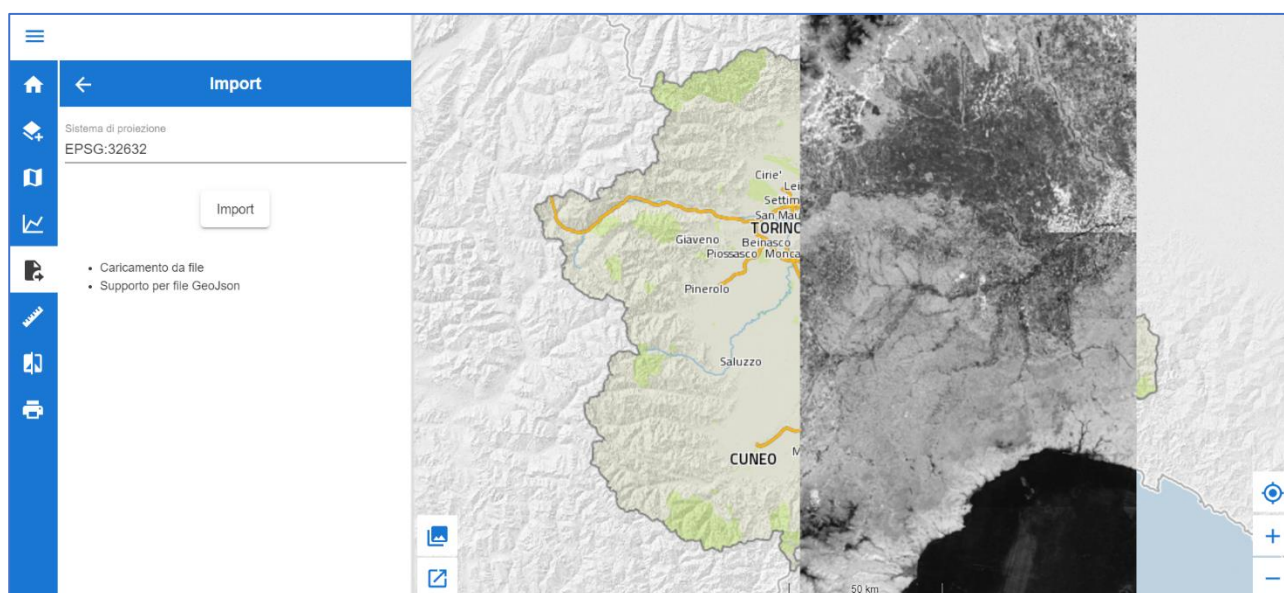 Import
Sistema di proiezione
EPSG:32632
Import
Caricamento da file
Supporto per file GeoJson
Cirie'
Lei
Settim
San Mau
TORINO
Giaveno
Beinasco
Piossasco
Monca
Pinerolo
Saluzzo
CUNEO
M
50 km